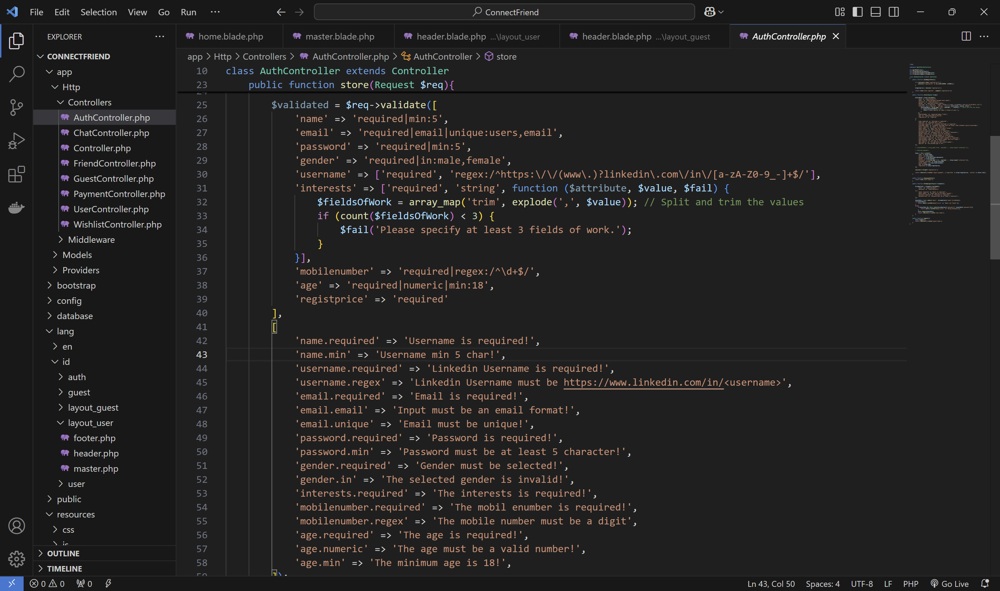 File Edit Selection View Go Run ···
ConnectFriend
EXPLORER
home.blade.php
master.blade.php
header.blade.php ...\layout_user
header.blade.php ...\layout_guest
AuthController.php
CONNECTFRIEND
app
Http
Controllers
AuthController.php
ChatController.php
Controller.php
FriendController.php
GuestController.php
PaymentController.php
UserController.php
WishlistController.php
Middleware
Models
Providers
bootstrap
config
database
lang
en
id
auth
guest
layout_guest
layout_user
footer.php
header.php
master.php
user
public
resources
css
js
OUTLINE
TIMELINE
app > Http > Controllers > AuthController.php > AuthController > store
10 class AuthController extends Controller
23 public function store(Request $req){
24
25 $validated = $req->validate([
26 'name' => 'required|min:5',
27 'email' => 'required|email|unique:users,email',
28 'password' => 'required|min:5',
29 'gender' => 'required|in:male,female',
30 'username' => ['required', 'regex:/^https:\/\/(www\.)?linkedin\.com\/in\/[a-zA-Z0-9_-]+$/'],
31 'interests' => ['required', 'string', function ($attribute, $value, $fail) {
32 $fieldsOfWork = array_map('trim', explode(',', $value)); // Split and trim the values
33 if (count($fieldsOfWork) < 3) {
34 $fail('Please specify at least 3 fields of work.');
35 }
36 }],
37 'mobilenumber' => 'required|regex:/^\d+$/',
38 'age' => 'required|numeric|min:18',
39 'registprice' => 'required'
40 ],
41 [
42 'name.required' => 'Username is required!',
43 'name.min' => 'Username min 5 char!',
44 'username.required' => 'Linkedin Username is required!',
45 'username.regex' => 'Linkedin Username must be https://www.linkedin.com/in/<username>',
46 'email.required' => 'Email is required!',
47 'email.email' => 'Input must be an email format!',
48 'email.unique' => 'Email must be unique!',
49 'password.required' => 'Password is required!',
50 'password.min' => 'Password must be at least 5 character!',
51 'gender.required' => 'Gender must be selected!',
52 'gender.in' => 'The selected gender is invalid!',
53 'interests.required' => 'The interests is required!',
54 'mobilenumber.required' => 'The mobil enumber is required!',
55 'mobilenumber.regex' => 'The mobile number must be a digit',
56 'age.required' => 'The age is required!',
57 'age.numeric' => 'The age must be a valid number!',
58 'age.min' => 'The minimum age is 18!',
59 ]);
0 0 0
Ln 43, Col 50 Spaces: 4 UTF-8 LF PHP Go Live